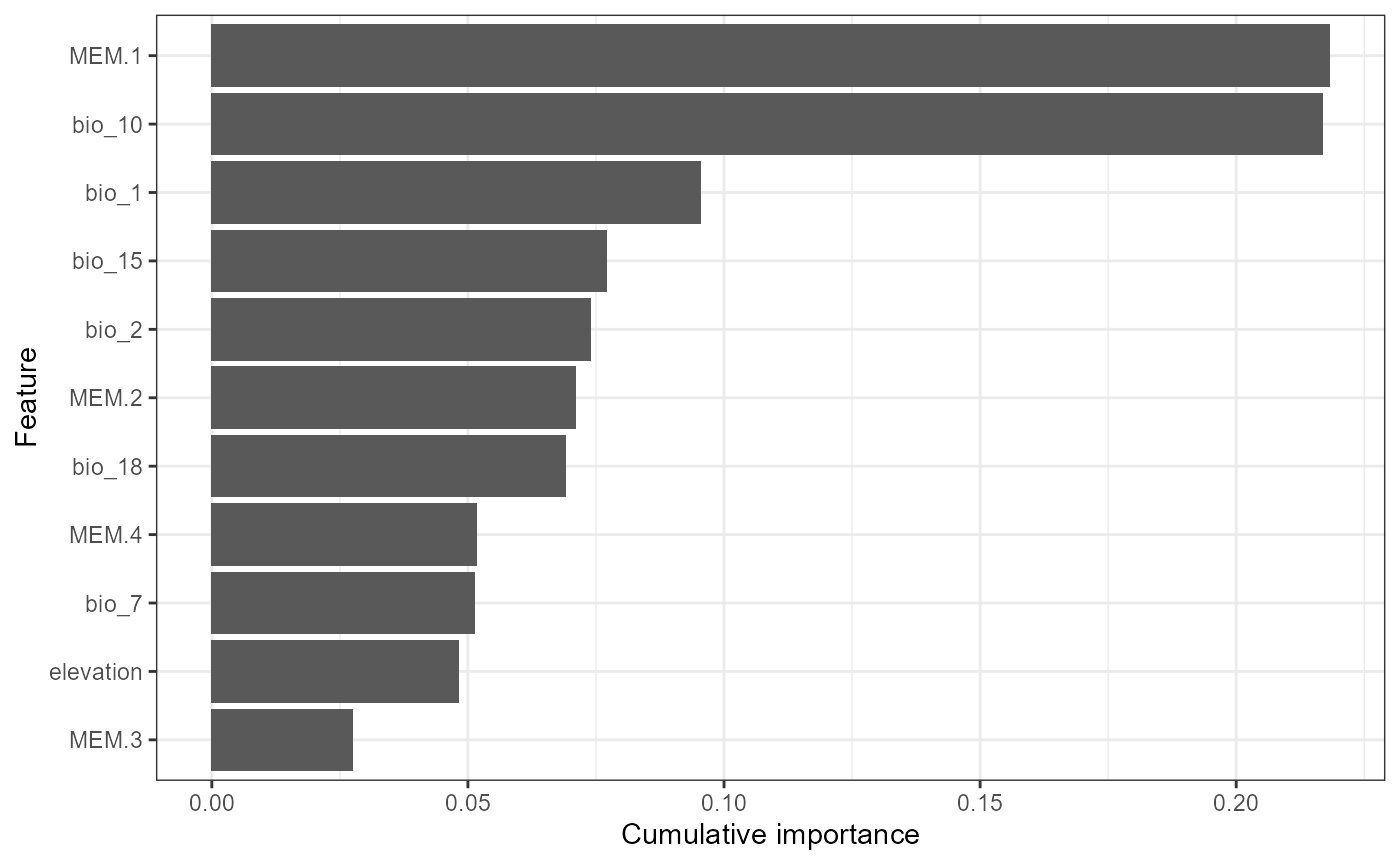 MEM.1
bio_10
bio_1
bio_15
bio_2
MEM.2
bio_18
MEM.4
bio_7
elevation
MEM.3
Feature
0.00 0.05 0.10 0.15 0.20
Cumulative importance